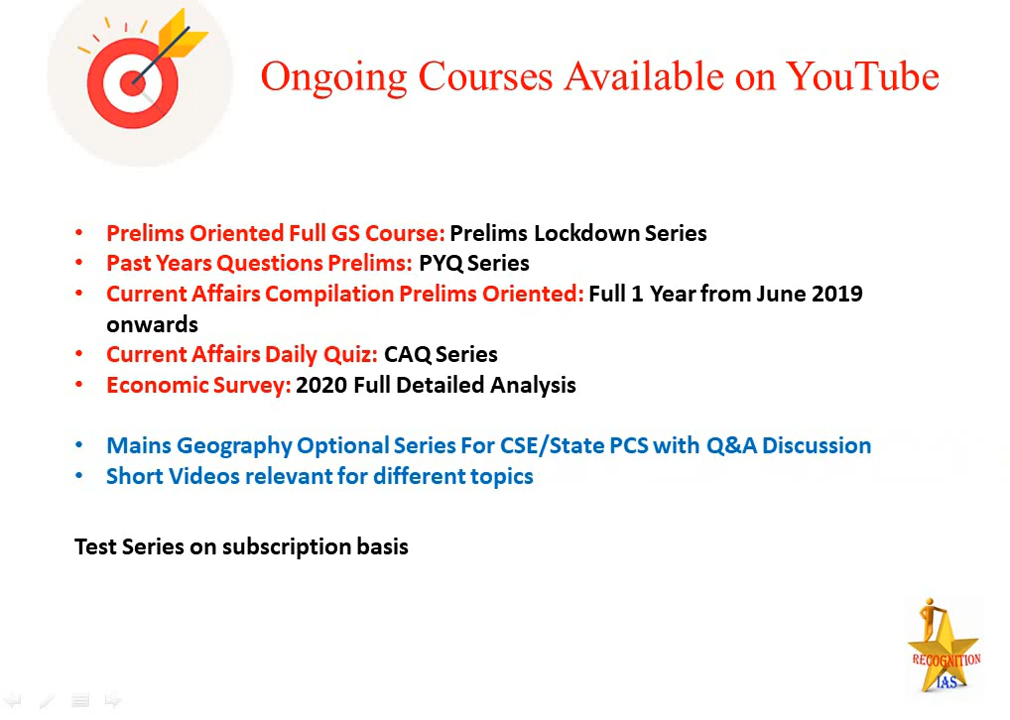 Ongoing Courses Available on YouTube
• Prelims Oriented Full GS Course: Prelims Lockdown Series
• Past Years Questions Prelims: PYQ Series
• Current Affairs Compilation Prelims Oriented: Full 1 Year from June 2019
onwards
• Current Affairs Daily Quiz: CAQ Series
• Economic Survey: 2020 Full Detailed Analysis
• Mains Geography Optional Series For CSE/State PCS with Q&A Discussion
• Short Videos relevant for different topics
Test Series on subscription basis
RECOGNITION
IAS